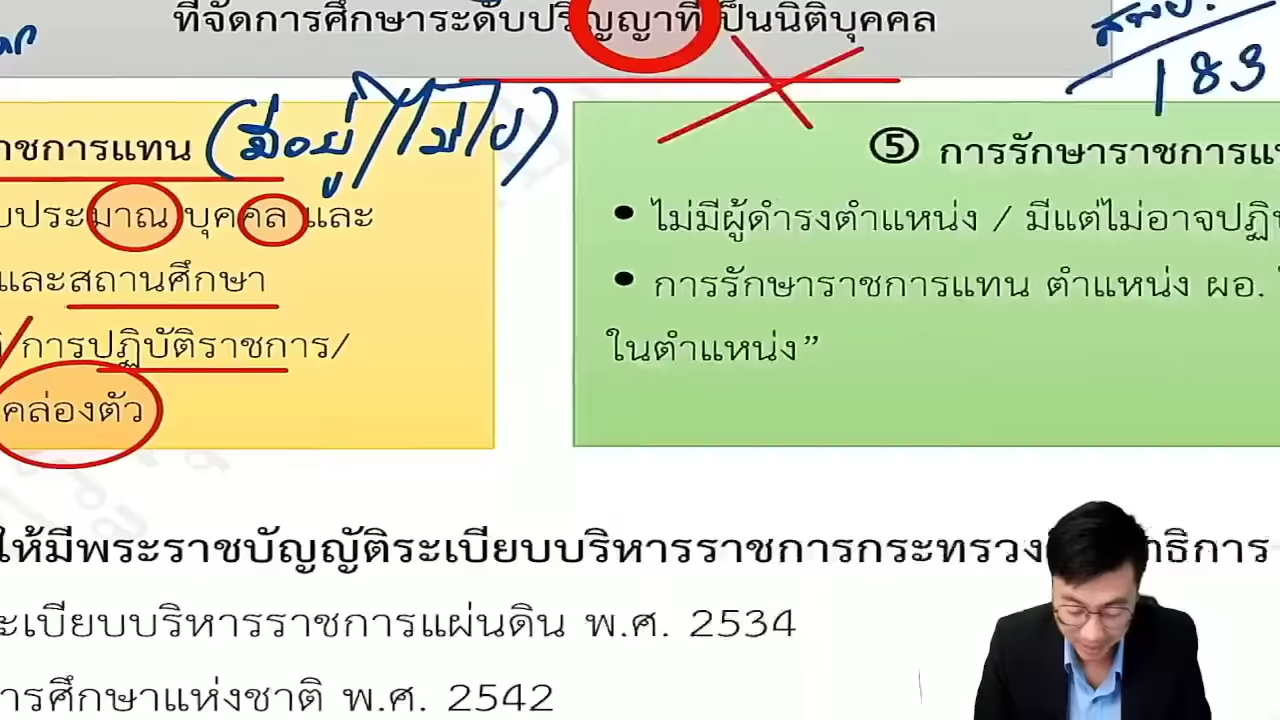 ที่จัดการศึกษาระดับปริญญาที่เป็นนิติบุคคล
สพป.
183
าชการแทน (มีอยู่/ไม่ไป)
บประมาณ บุคคล และ
และสถานศึกษา
/การปฏิบัติราชการ/
คล่องตัว
⑤ การรักษาราชการแท
• ไม่มีผู้ดำรงตำแหน่ง / มีแต่ไม่อาจปฏิบ
• การรักษาราชการแทน ตำแหน่ง ผอ.
ในตำแหน่ง”
ให้มีพระราชบัญญัติระเบียบบริหารราชการกระทรวง ธิการ
ะเบียบบริหารราชการแผ่นดิน พ.ศ. 2534
ารศึกษาแห่งชาติ พ.ศ. 2542